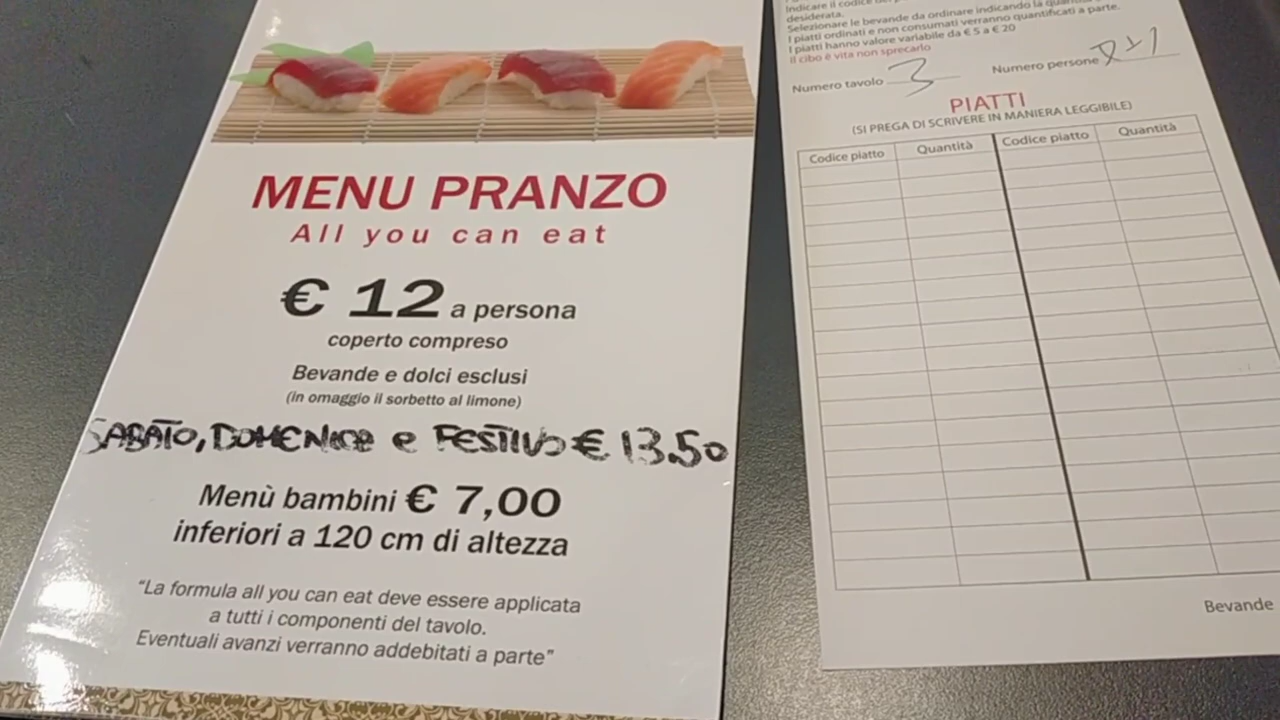 MENU PRANZO
All you can eat
€ 12 a persona
coperto compreso
Bevande e dolci esclusi
(in omaggio il sorbetto al limone)
SABATO, DOMENICA e FESTIVO € 13.50
Menù bambini € 7,00
inferiori a 120 cm di altezza
"La formula all you can eat deve essere applicata
a tutti i componenti del tavolo.
Eventuali avanzi verranno addebitati a parte"
Indicare il codice
desiderata.
Selezionare le bevande da ordinare indicando la quantità
I piatti ordinati e non consumati verranno quantificati a parte.
I piatti hanno valore variabile da € 5 a € 20
Il cibo è vita non sprecarlo
Numero tavolo 3 Numero persone
PIATTI
(SI PREGA DI SCRIVERE IN MANIERA LEGGIBILE)
Codice piatto Quantità Codice piatto Quantità
Bevande